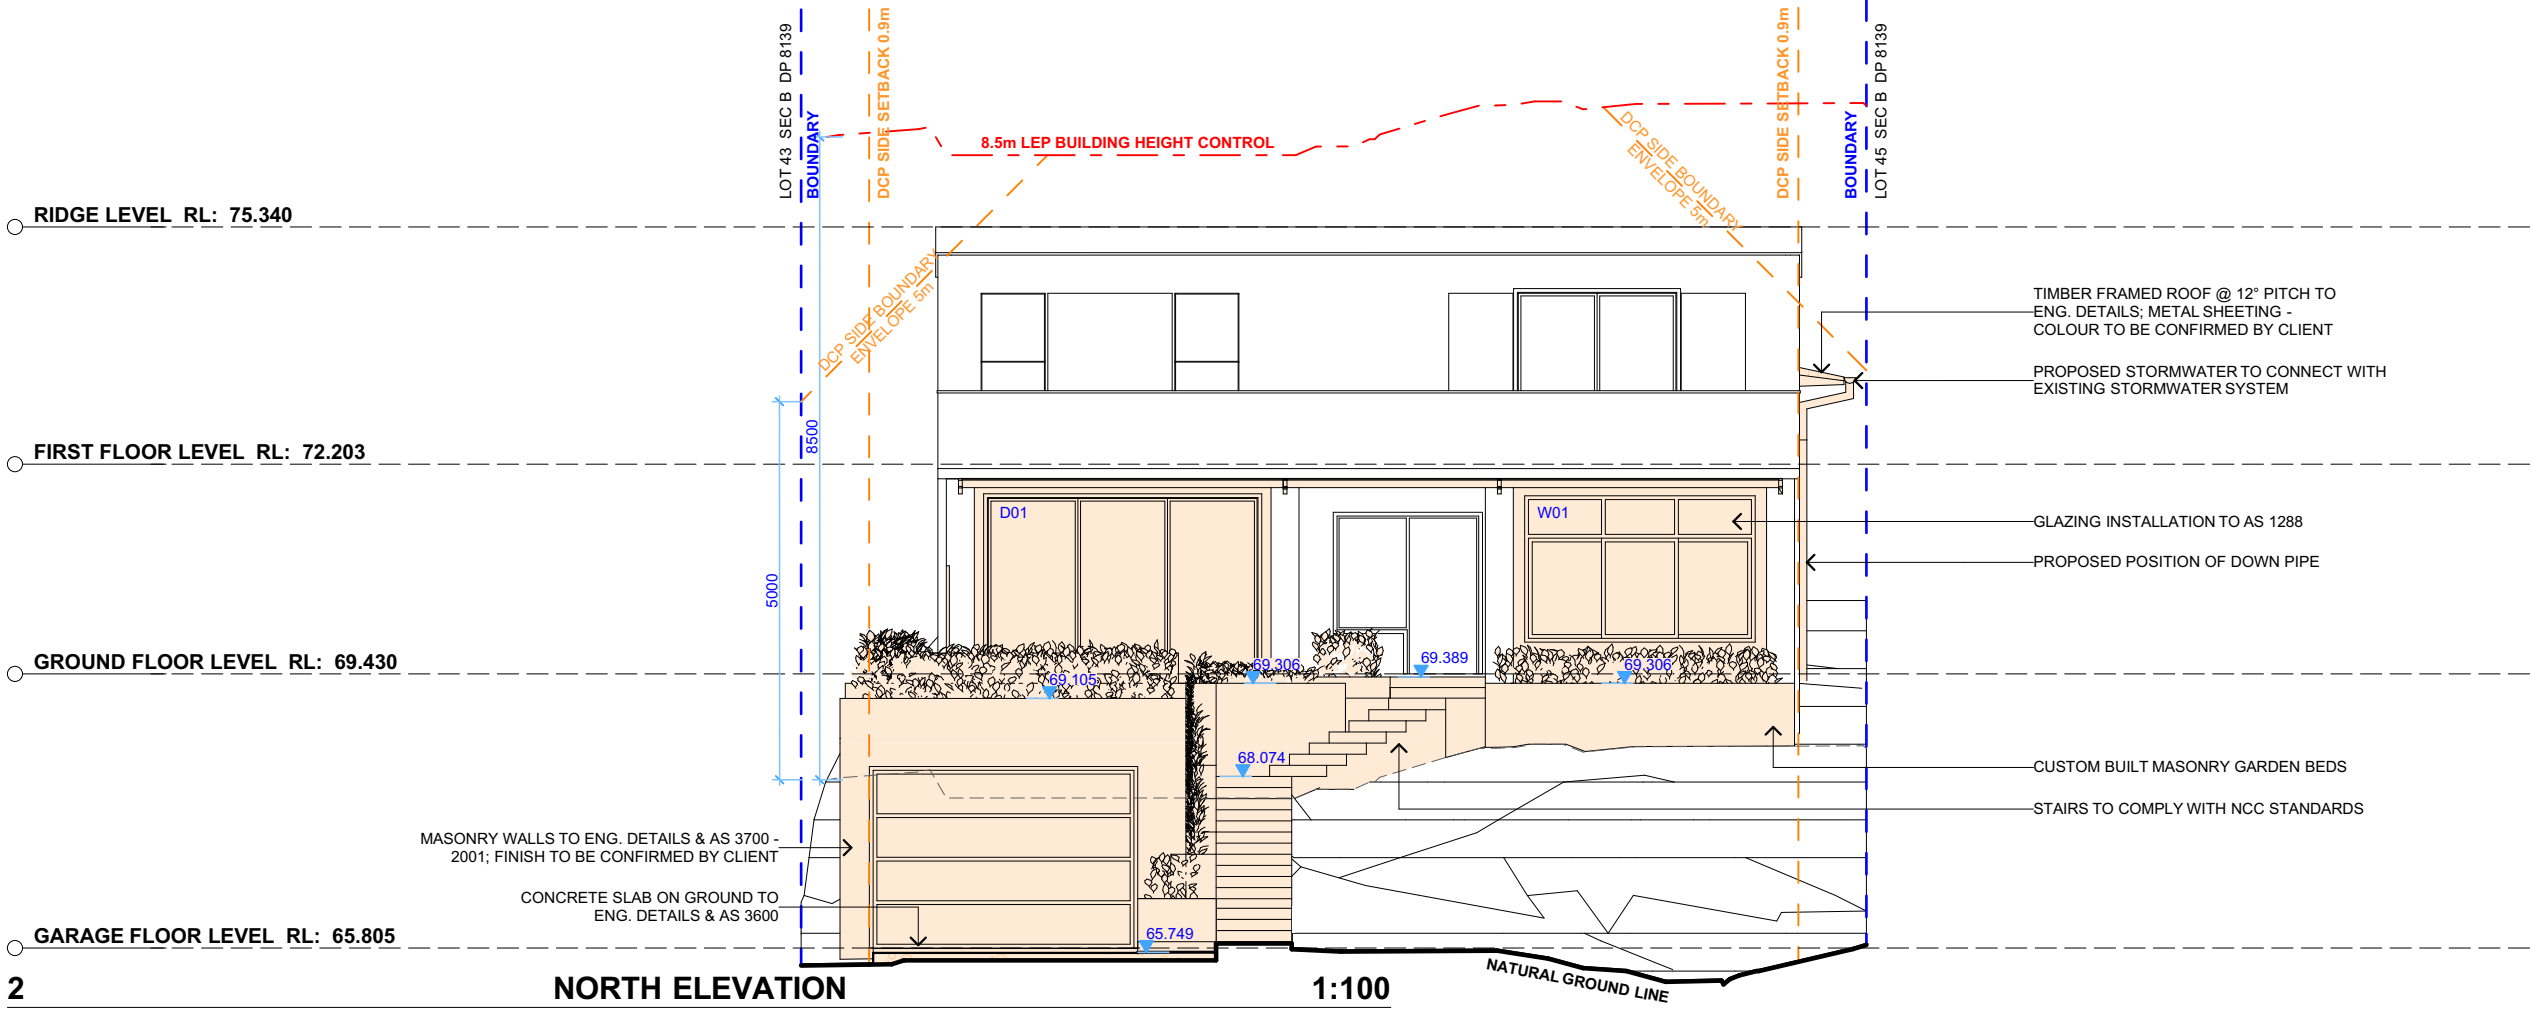 LOT 43 SEC B DP 8139
BOUNDARY
DCP SIDE SETBACK 0.9m
DCP SIDE SETBACK 0.9m
BOUNDARY
LOT 45 SEC B DP 8139
8.5m LEP BUILDING HEIGHT CONTROL
DCP SIDE BOUNDARY
ENVELOPE 5m
DCP SIDE BOUNDARY
ENVELOPE 5m
RIDGE LEVEL RL: 75.340
TIMBER FRAMED ROOF @ 12° PITCH TO
ENG. DETAILS; METAL SHEETING -
COLOUR TO BE CONFIRMED BY CLIENT
PROPOSED STORMWATER TO CONNECT WITH
EXISTING STORMWATER SYSTEM
8500
FIRST FLOOR LEVEL RL: 72.203
D01
W01
GLAZING INSTALLATION TO AS 1288
PROPOSED POSITION OF DOWN PIPE
5000
GROUND FLOOR LEVEL RL: 69.430
69.105
69.306
69.389
69.306
68.074
CUSTOM BUILT MASONRY GARDEN BEDS
STAIRS TO COMPLY WITH NCC STANDARDS
MASONRY WALLS TO ENG. DETAILS & AS 3700 -
2001; FINISH TO BE CONFIRMED BY CLIENT
CONCRETE SLAB ON GROUND TO
ENG. DETAILS & AS 3600
GARAGE FLOOR LEVEL RL: 65.805
65.749
NATURAL GROUND LINE
2 NORTH ELEVATION 1:100